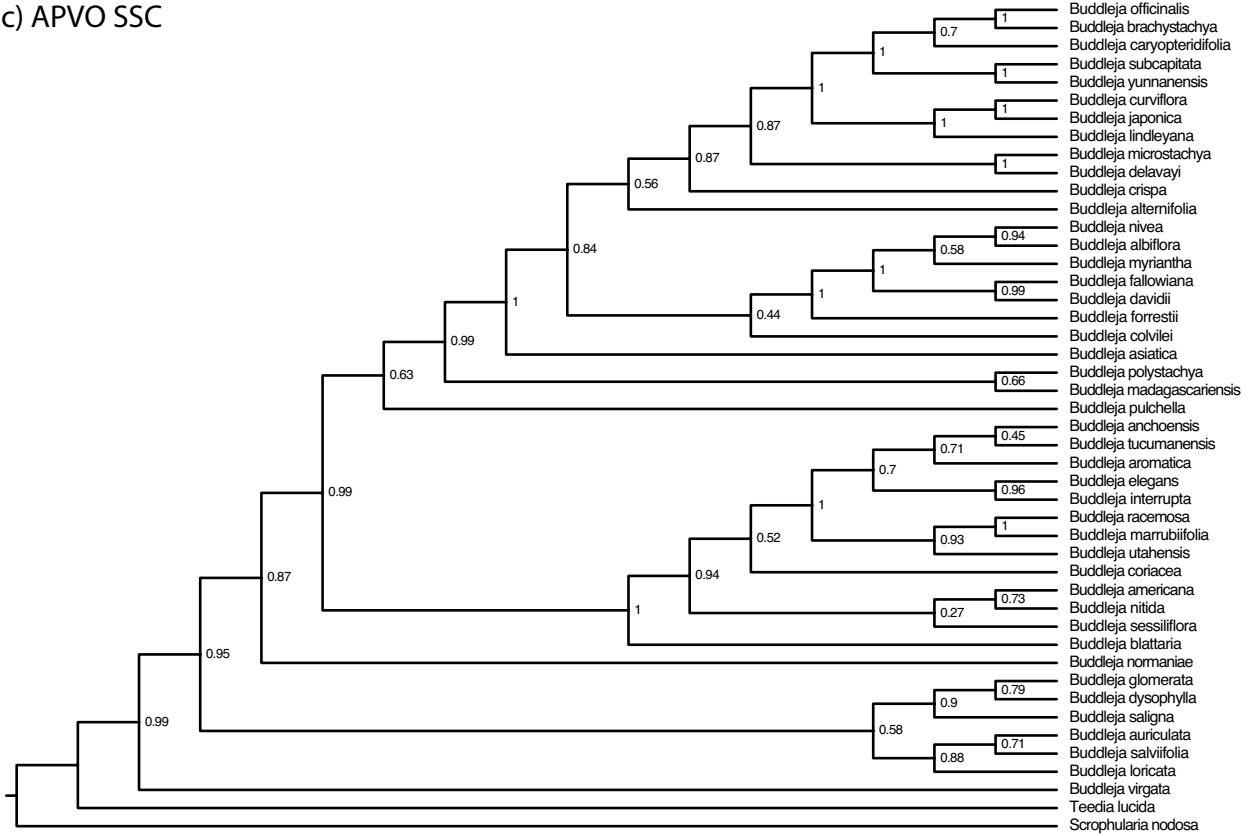 c) APVO SSC
Buddleja officinalis
1
Buddleja brachystachya
0.7
Buddleja caryopteridifolia
1
Buddleja subcapitata
1
Buddleja yunnanensis
1
Buddleja curviflora
1
Buddleja japonica
1
Buddleja lindleyana
0.87
Buddleja microstachya
1
Buddleja delavayi
0.87
Buddleja crispa
0.56
Buddleja alternifolia
Buddleja nivea
0.94
Buddleja albiflora
0.58
0.84
Buddleja myriantha
1
Buddleja fallowiana
0.99
Buddleja davidii
1
Buddleja forrestii
0.44
Buddleja colvilei
1
Buddleja asiatica
0.99
Buddleja polystachya
0.66
0.63
Buddleja madagascariensis
Buddleja pulchella
Buddleja anchoensis
0.45
Buddleja tucumanensis
0.71
Buddleja aromatica
0.7
Buddleja elegans
0.96
0.99
Buddleja interrupta
1
Buddleja racemosa
1
Buddleja marrubiifolia
0.93
0.52
Buddleja utahensis
Buddleja coriacea
0.94
0.87
Buddleja americana
0.73
Buddleja nitida
1
0.27
Buddleja sessiliflora
Buddleja blattaria
0.95
Buddleja normaniae
Buddleja glomerata
0.79
Buddleja dysophylla
0.9
Buddleja saligna
0.99
0.58
Buddleja auriculata
0.71
Buddleja salviifolia
0.88
Buddleja loricata
Buddleja virgata
Teedia lucida
Scrophularia nodosa